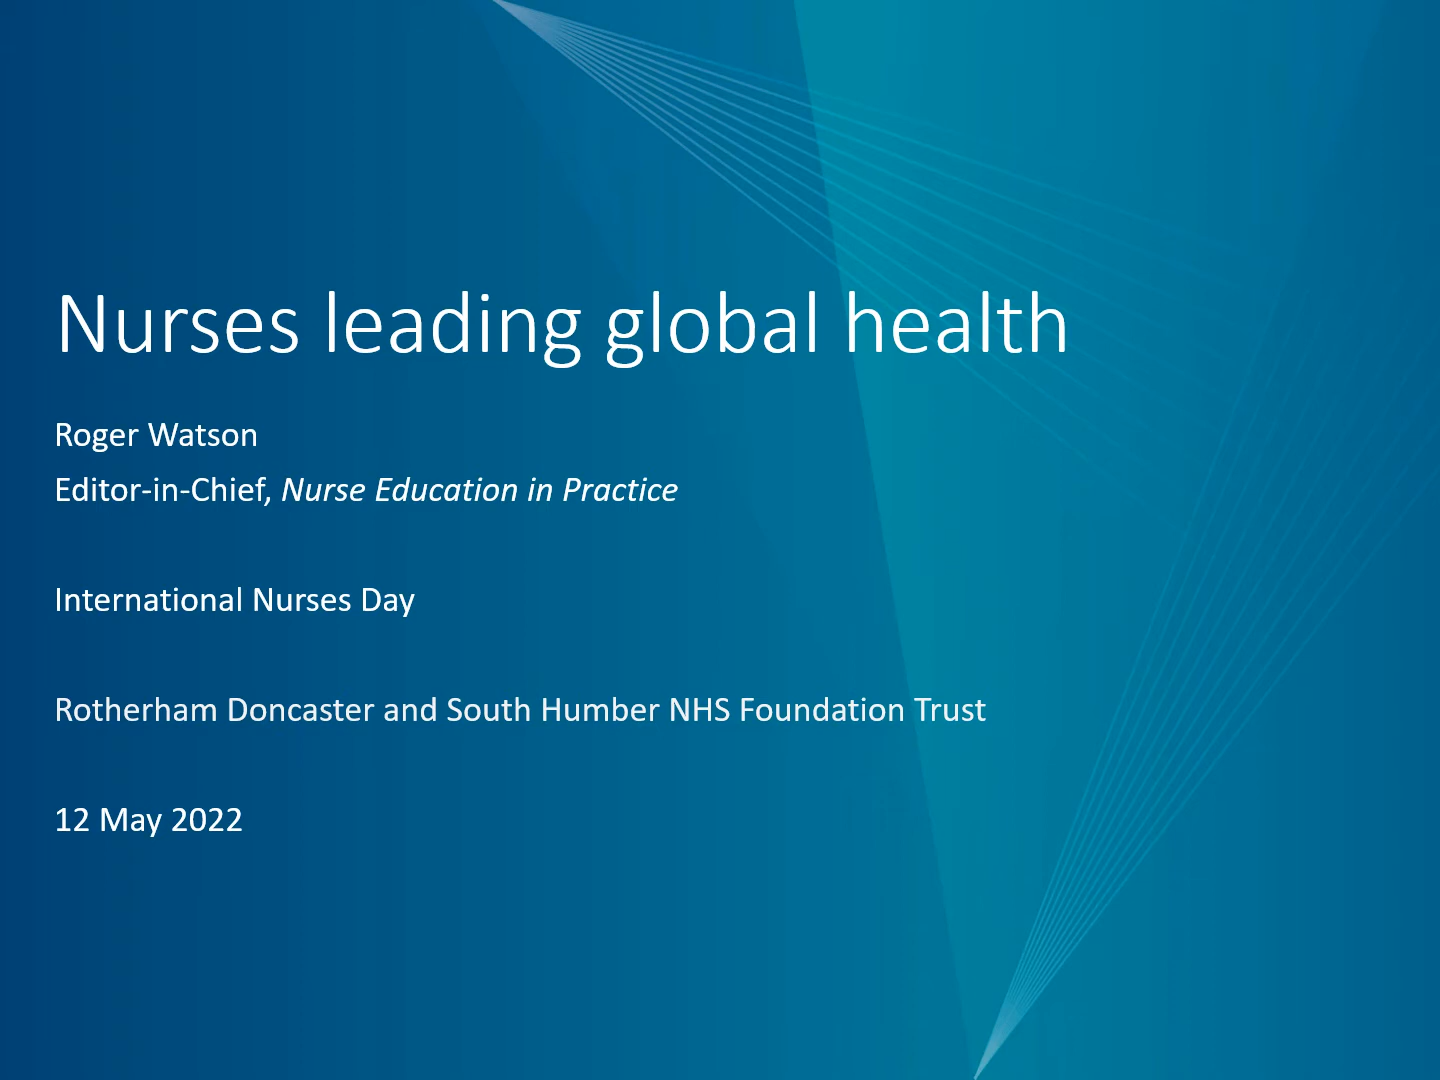 Nurses leading global health
Roger Watson
Editor-in-Chief, Nurse Education in Practice
International Nurses Day
Rotherham Doncaster and South Humber NHS Foundation Trust
12 May 2022